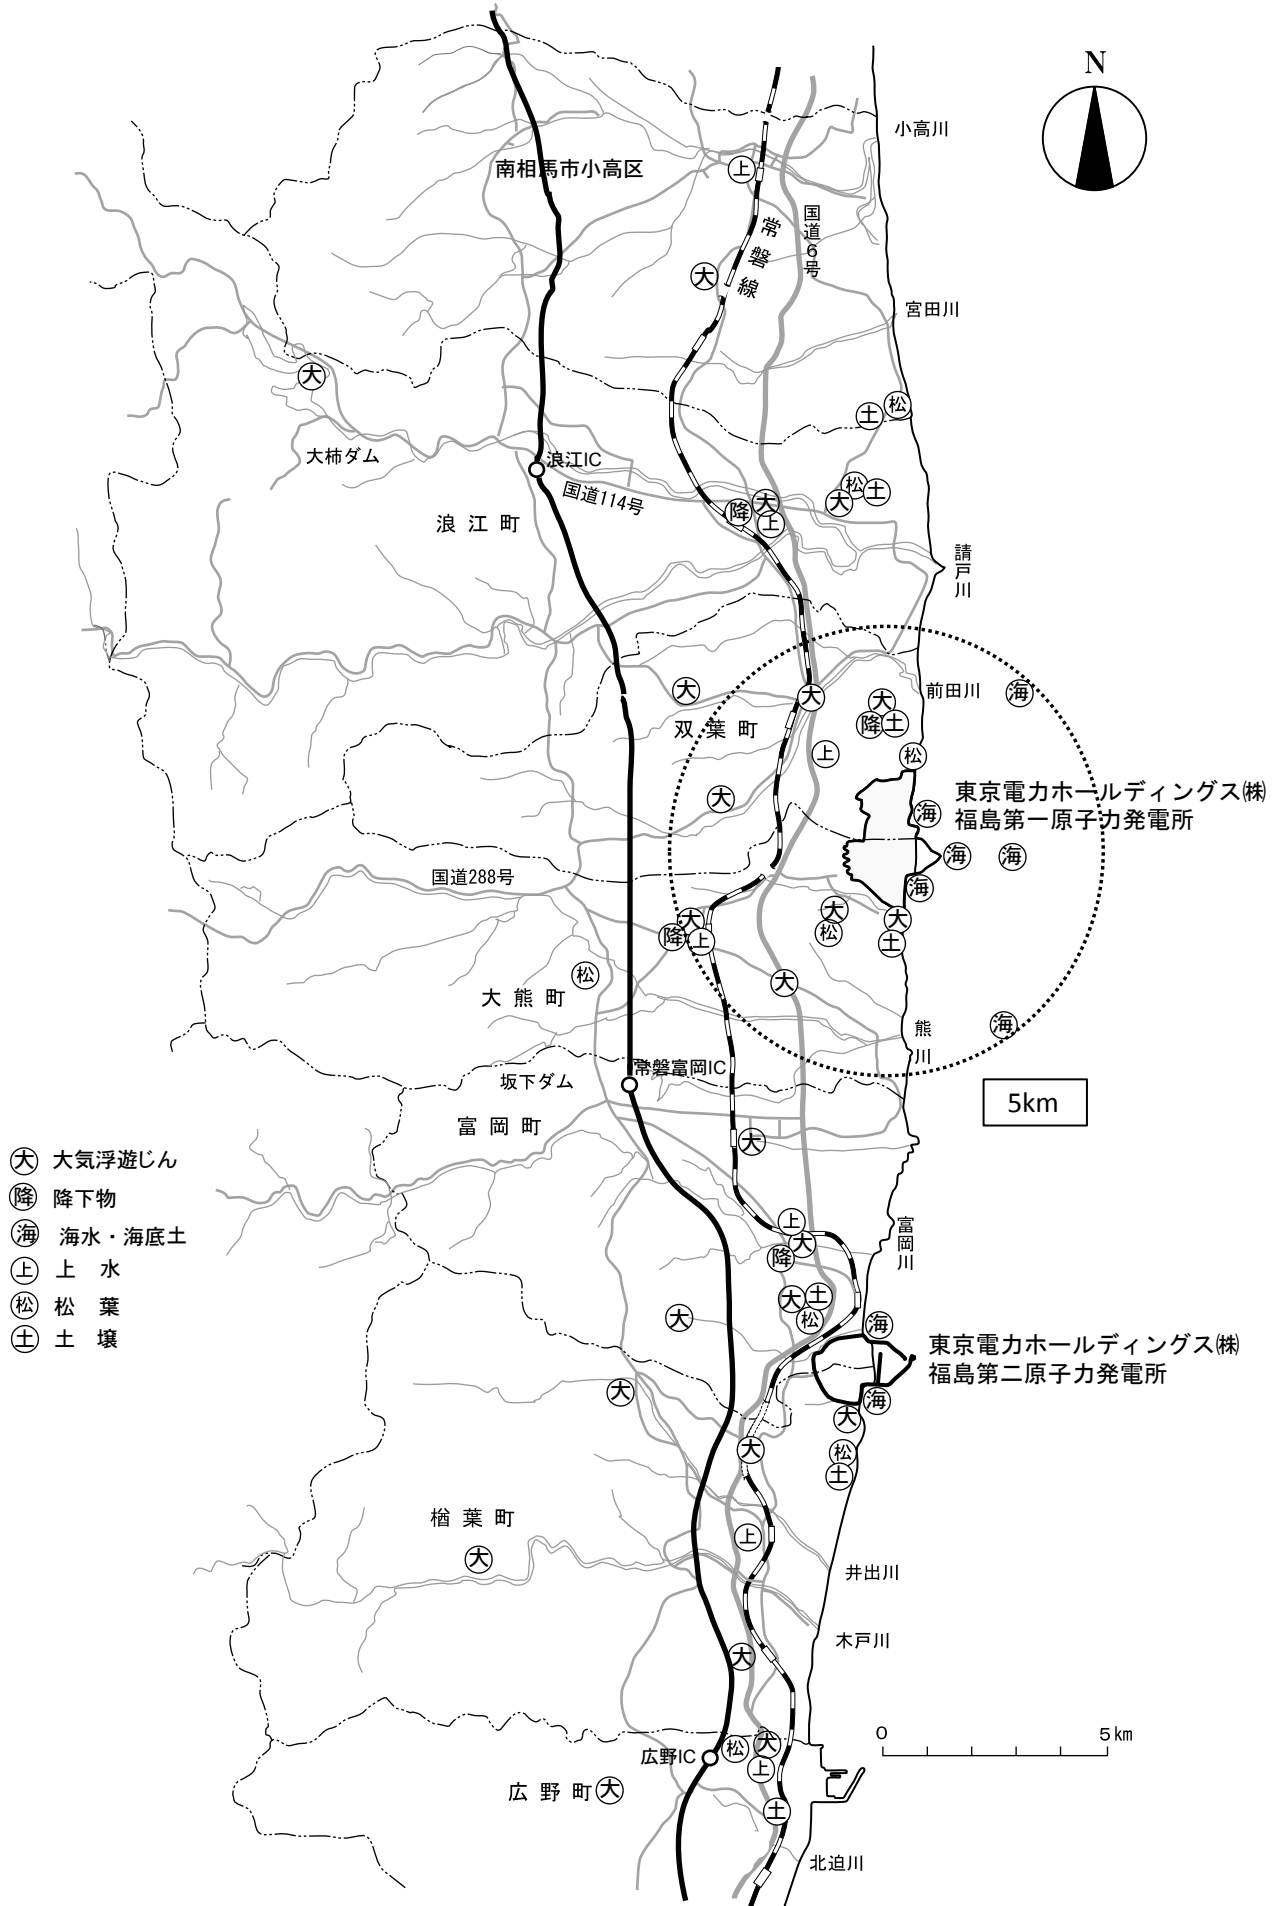 N
小高川
南相馬市小高区
上
国道6号
常磐線
大
宮田川
大
松
土
大柿ダム
浪江IC
国道114号
松
大
土
大
降
上
浪江町
請戸川
大
大
海
前田川
大
降
土
双葉町
上
松
大
海
東京電力ホールディングス㈱
福島第一原子力発電所
海
海
国道288号
海
大
松
大
土
大
降
上
松
大
大熊町
海
熊川
常磐富岡IC
坂下ダム
5km
富岡町
大
大 大気浮遊じん
降 降下物
海 海水・海底土
上 上 水
松 松 葉
土 土 壌
上
大
降
富岡川
大
土
松
大
海
東京電力ホールディングス㈱
福島第二原子力発電所
大
海
大
大
松
土
楢葉町
上
大
井出川
木戸川
大
0 5km
広野IC
松
大
上
広野町
大
土
北迫川